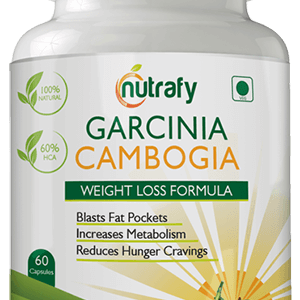 nutrafy
100%
NATURAL
VEG
60%
HCA
GARCINIA
CAMBOGIA
WEIGHT LOSS FORMULA
Blasts Fat Pockets
Increases Metabolism
Reduces Hunger Cravings
60
Capsules